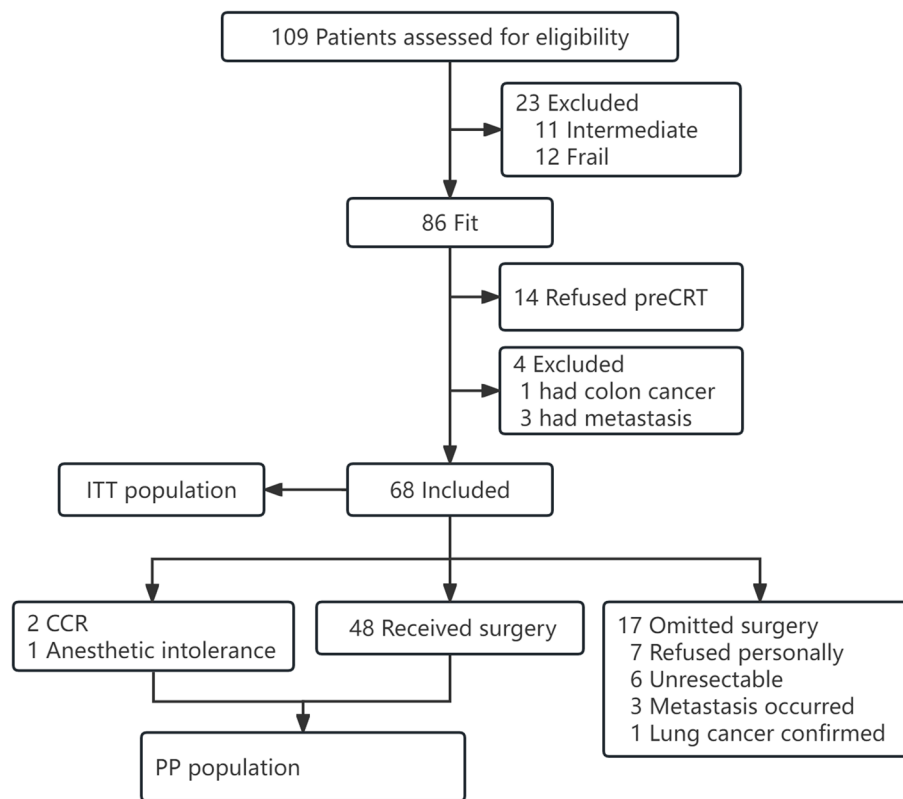 109 Patients assessed for eligibility
23 Excluded
11 Intermediate
12 Frail
86 Fit
14 Refused preCRT
4 Excluded
1 had colon cancer
3 had metastasis
ITT population
68 Included
2 CCR
1 Anesthetic intolerance
48 Received surgery
17 Omitted surgery
7 Refused personally
6 Unresectable
3 Metastasis occurred
1 Lung cancer confirmed
PP population